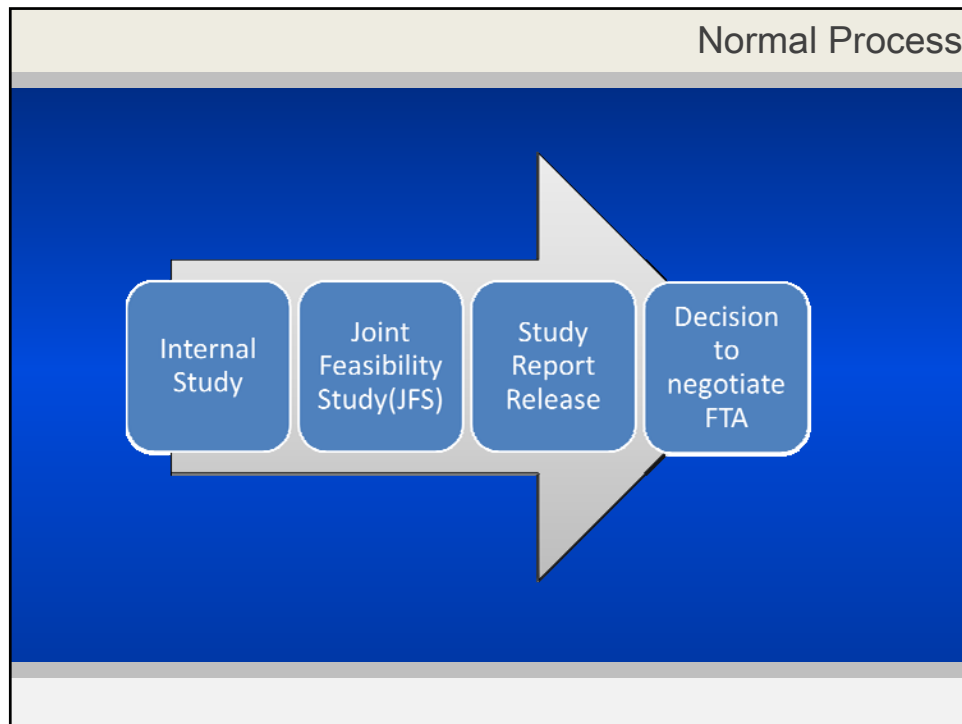 Normal Process
Internal
Study
Joint
Feasibility
Study(JFS)
Study
Report
Release
Decision
to
negotiate
FTA